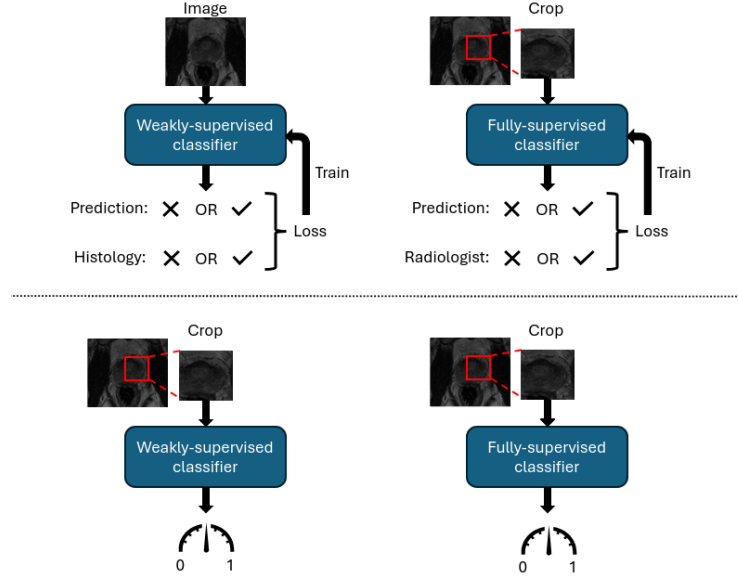 Image
Crop
Weakly-supervised
classifier
Fully-supervised
classifier
Train
Train
Prediction: ✕ OR ✓
Loss
Histology: ✕ OR ✓
Prediction: ✕ OR ✓
Loss
Radiologist: ✕ OR ✓
Crop
Crop
Weakly-supervised
classifier
Fully-supervised
classifier
0 1
0 1